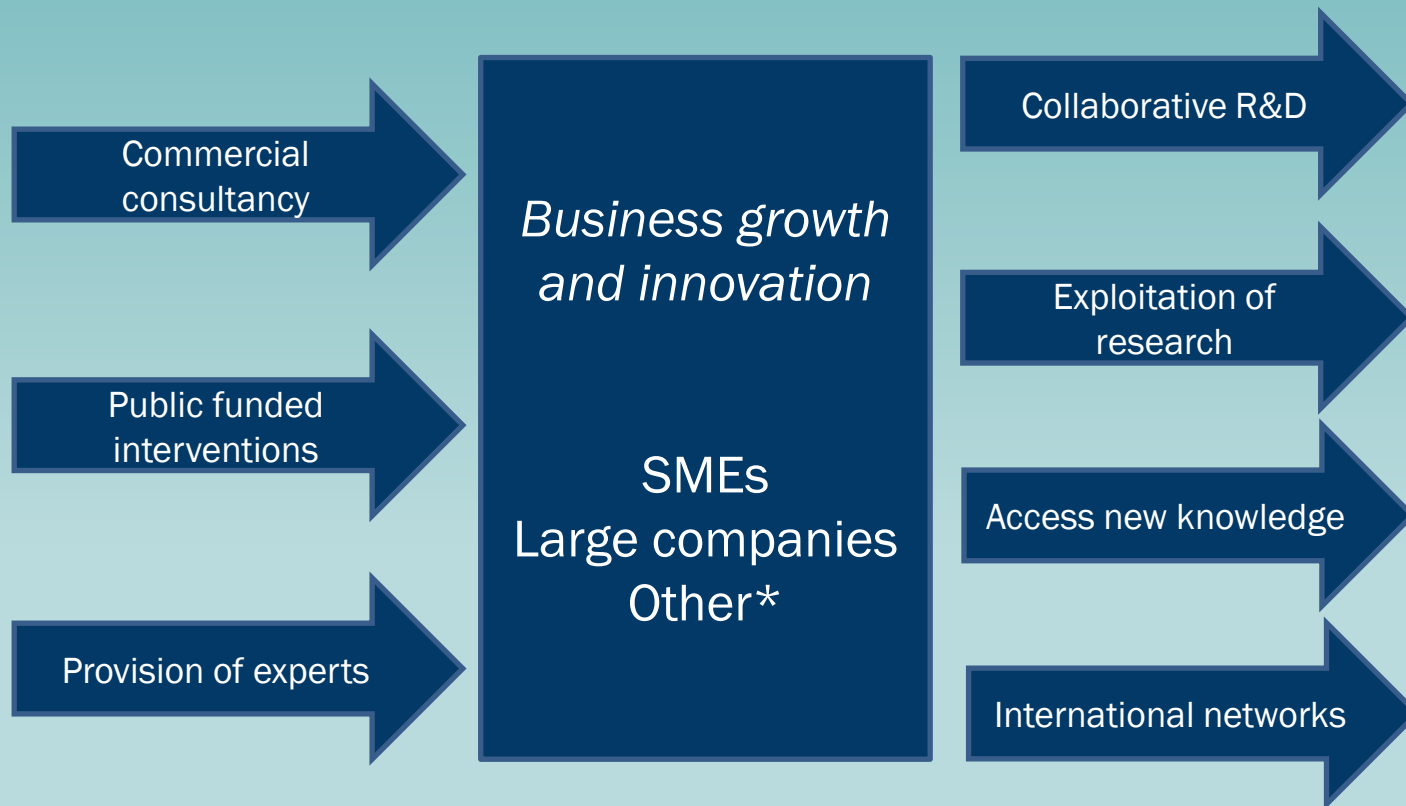 Commercial
consultancy
Public funded
interventions
Provision of experts
Business growth
and innovation
SMEs
Large companies
Other*
Collaborative R&D
Exploitation of
research
Access new knowledge
International networks